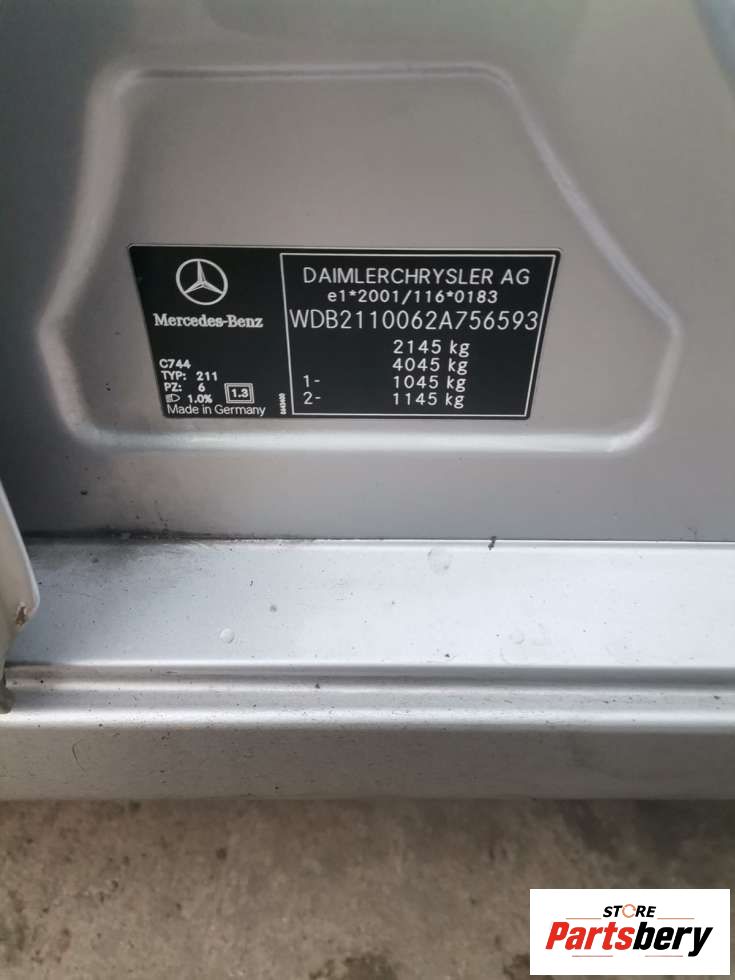 Mercedes-Benz
C744
TYP: 211
PZ: 6
1.0%
1.3
Made in Germany
DAIMLERCHRYSLER AG
e1*2001/116*0183
WDB2110062A756593
2145 kg
4045 kg
1- 1045 kg
2- 1145 kg
STORE
Partsbery